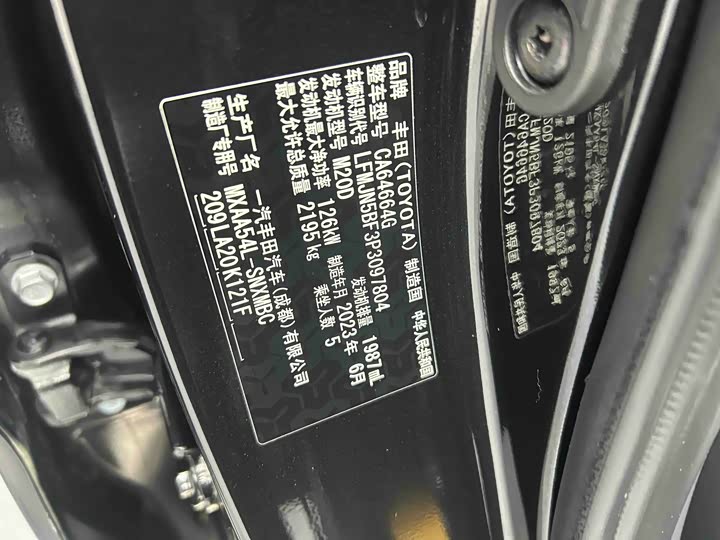 品牌 丰田(TOYOTA) 制造国 中华人民共和国
整车型号 CA64664G
车辆识别代号 LFMJN5BF3P3097804
发动机型号 M20D 发动机排量 1987mL
发动机最大净功率 126kW 制造年月 2023年 6月
最大允许总质量 2195kg 乘坐人数 5
生产厂名 一汽丰田汽车(成都)有限公司
制造厂专用号 MXAA54L-SNXMBC
209LA20K121F